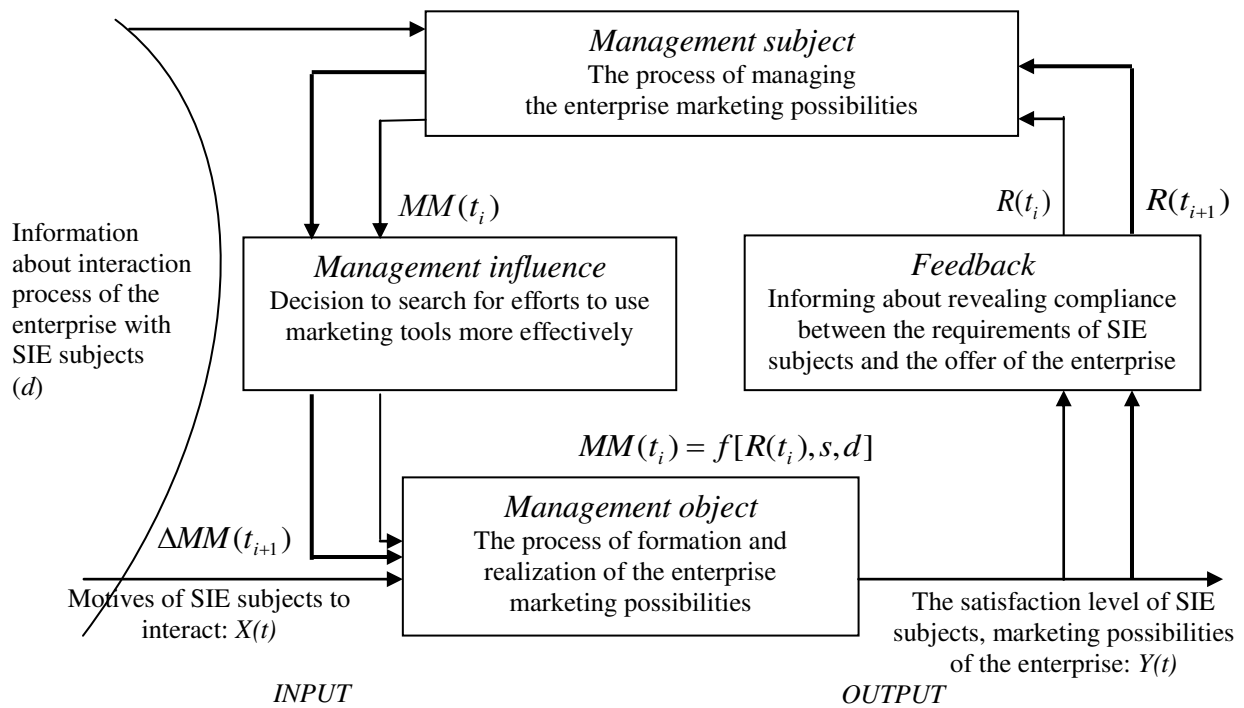 Management subject
The process of managing
the enterprise marketing possibilities
MM(t_i)
R(t_i)
R(t_{i+1})
Information
about interaction
process of the
enterprise with
SIE subjects
(d)
Management influence
Decision to search for efforts to use
marketing tools more effectively
Feedback
Informing about revealing compliance
between the requirements of SIE
subjects and the offer of the enterprise
MM(t_i) = f[R(t_i), s, d]
Management object
The process of formation and
realization of the enterprise
marketing possibilities
ΔMM(t_{i+1})
Motives of SIE subjects to
interact: X(t)
The satisfaction level of SIE
subjects, marketing possibilities
of the enterprise: Y(t)
INPUT
OUTPUT